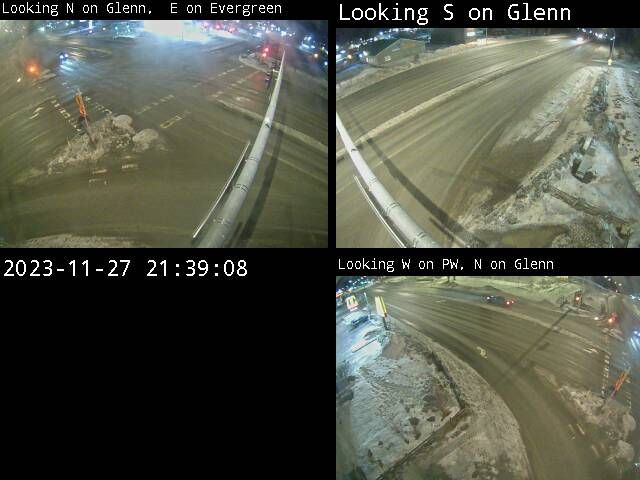 Looking N on Glenn,  E on Evergreen
Looking S on Glenn
2023-11-27 21:39:08
Looking W on PW, N on Glenn